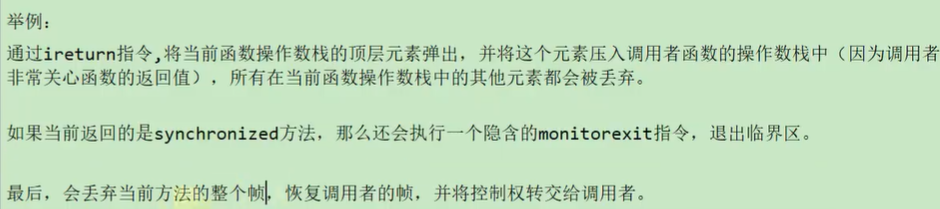 举例:
通过ireturn指令,将当前函数操作数栈的顶层元素弹出，并将这个元素压入调用者函数的操作数栈中（因为调用者
非常关心函数的返回值），所有在当前函数操作数栈中的其他元素都会被丢弃。
如果当前返回的是synchronized方法，那么还会执行一个隐含的monitorexit指令，退出临界区。
最后，会丢弃当前方法的整个帧，恢复调用者的帧，并将控制权转交给调用者。